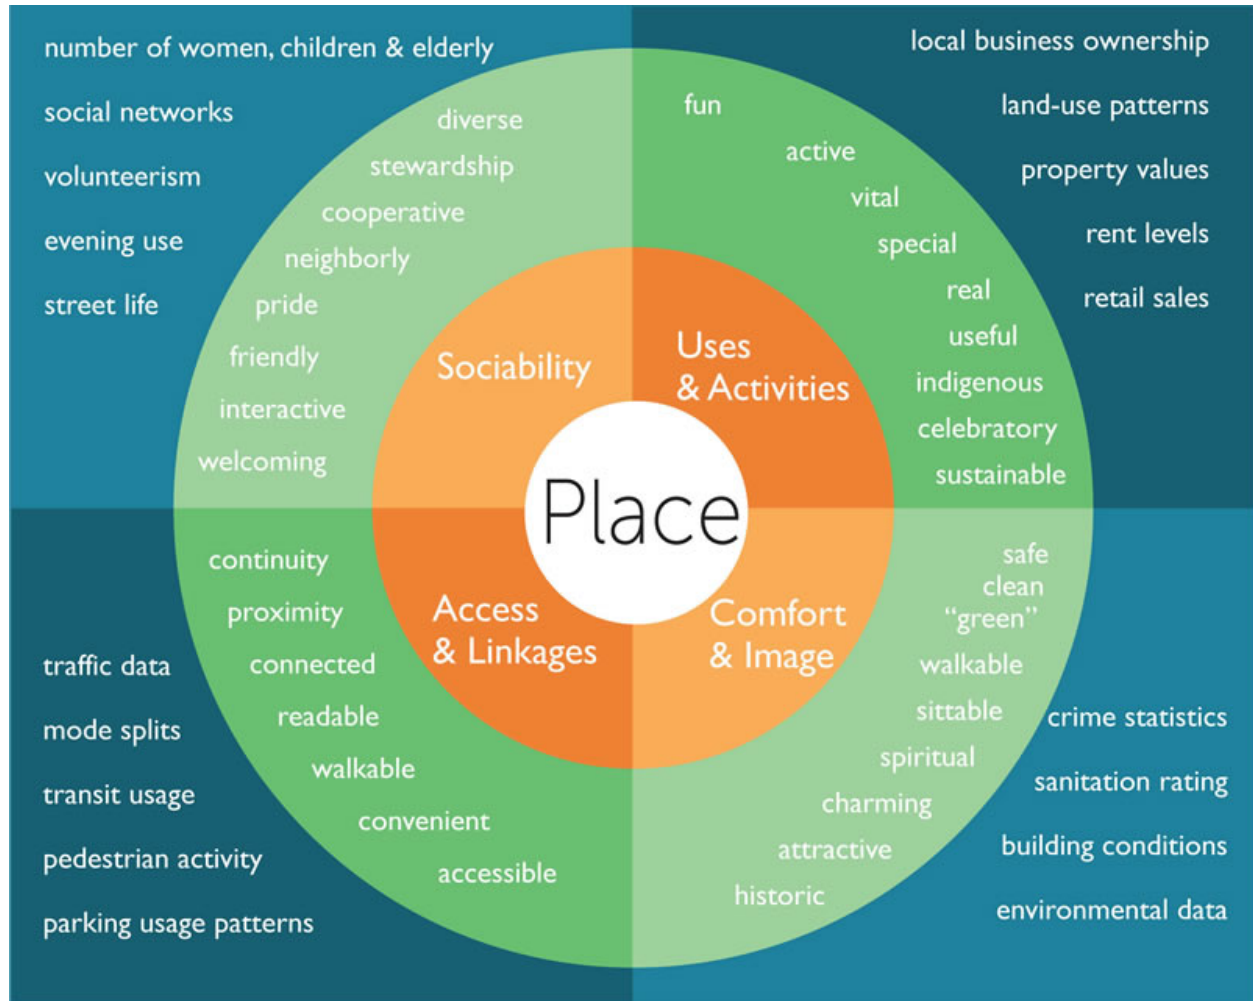 number of women, children & elderly
social networks
volunteerism
evening use
street life
diverse
stewardship
cooperative
neighborly
pride
friendly
interactive
welcoming
Sociability
local business ownership
land-use patterns
property values
rent levels
retail sales
fun
active
vital
special
real
useful
indigenous
celebratory
sustainable
Uses
& Activities
Place
continuity
proximity
connected
readable
walkable
convenient
accessible
Access
& Linkages
traffic data
mode splits
transit usage
pedestrian activity
parking usage patterns
Comfort
& Image
safe
clean
“green”
walkable
sittable
spiritual
charming
attractive
historic
crime statistics
sanitation rating
building conditions
environmental data